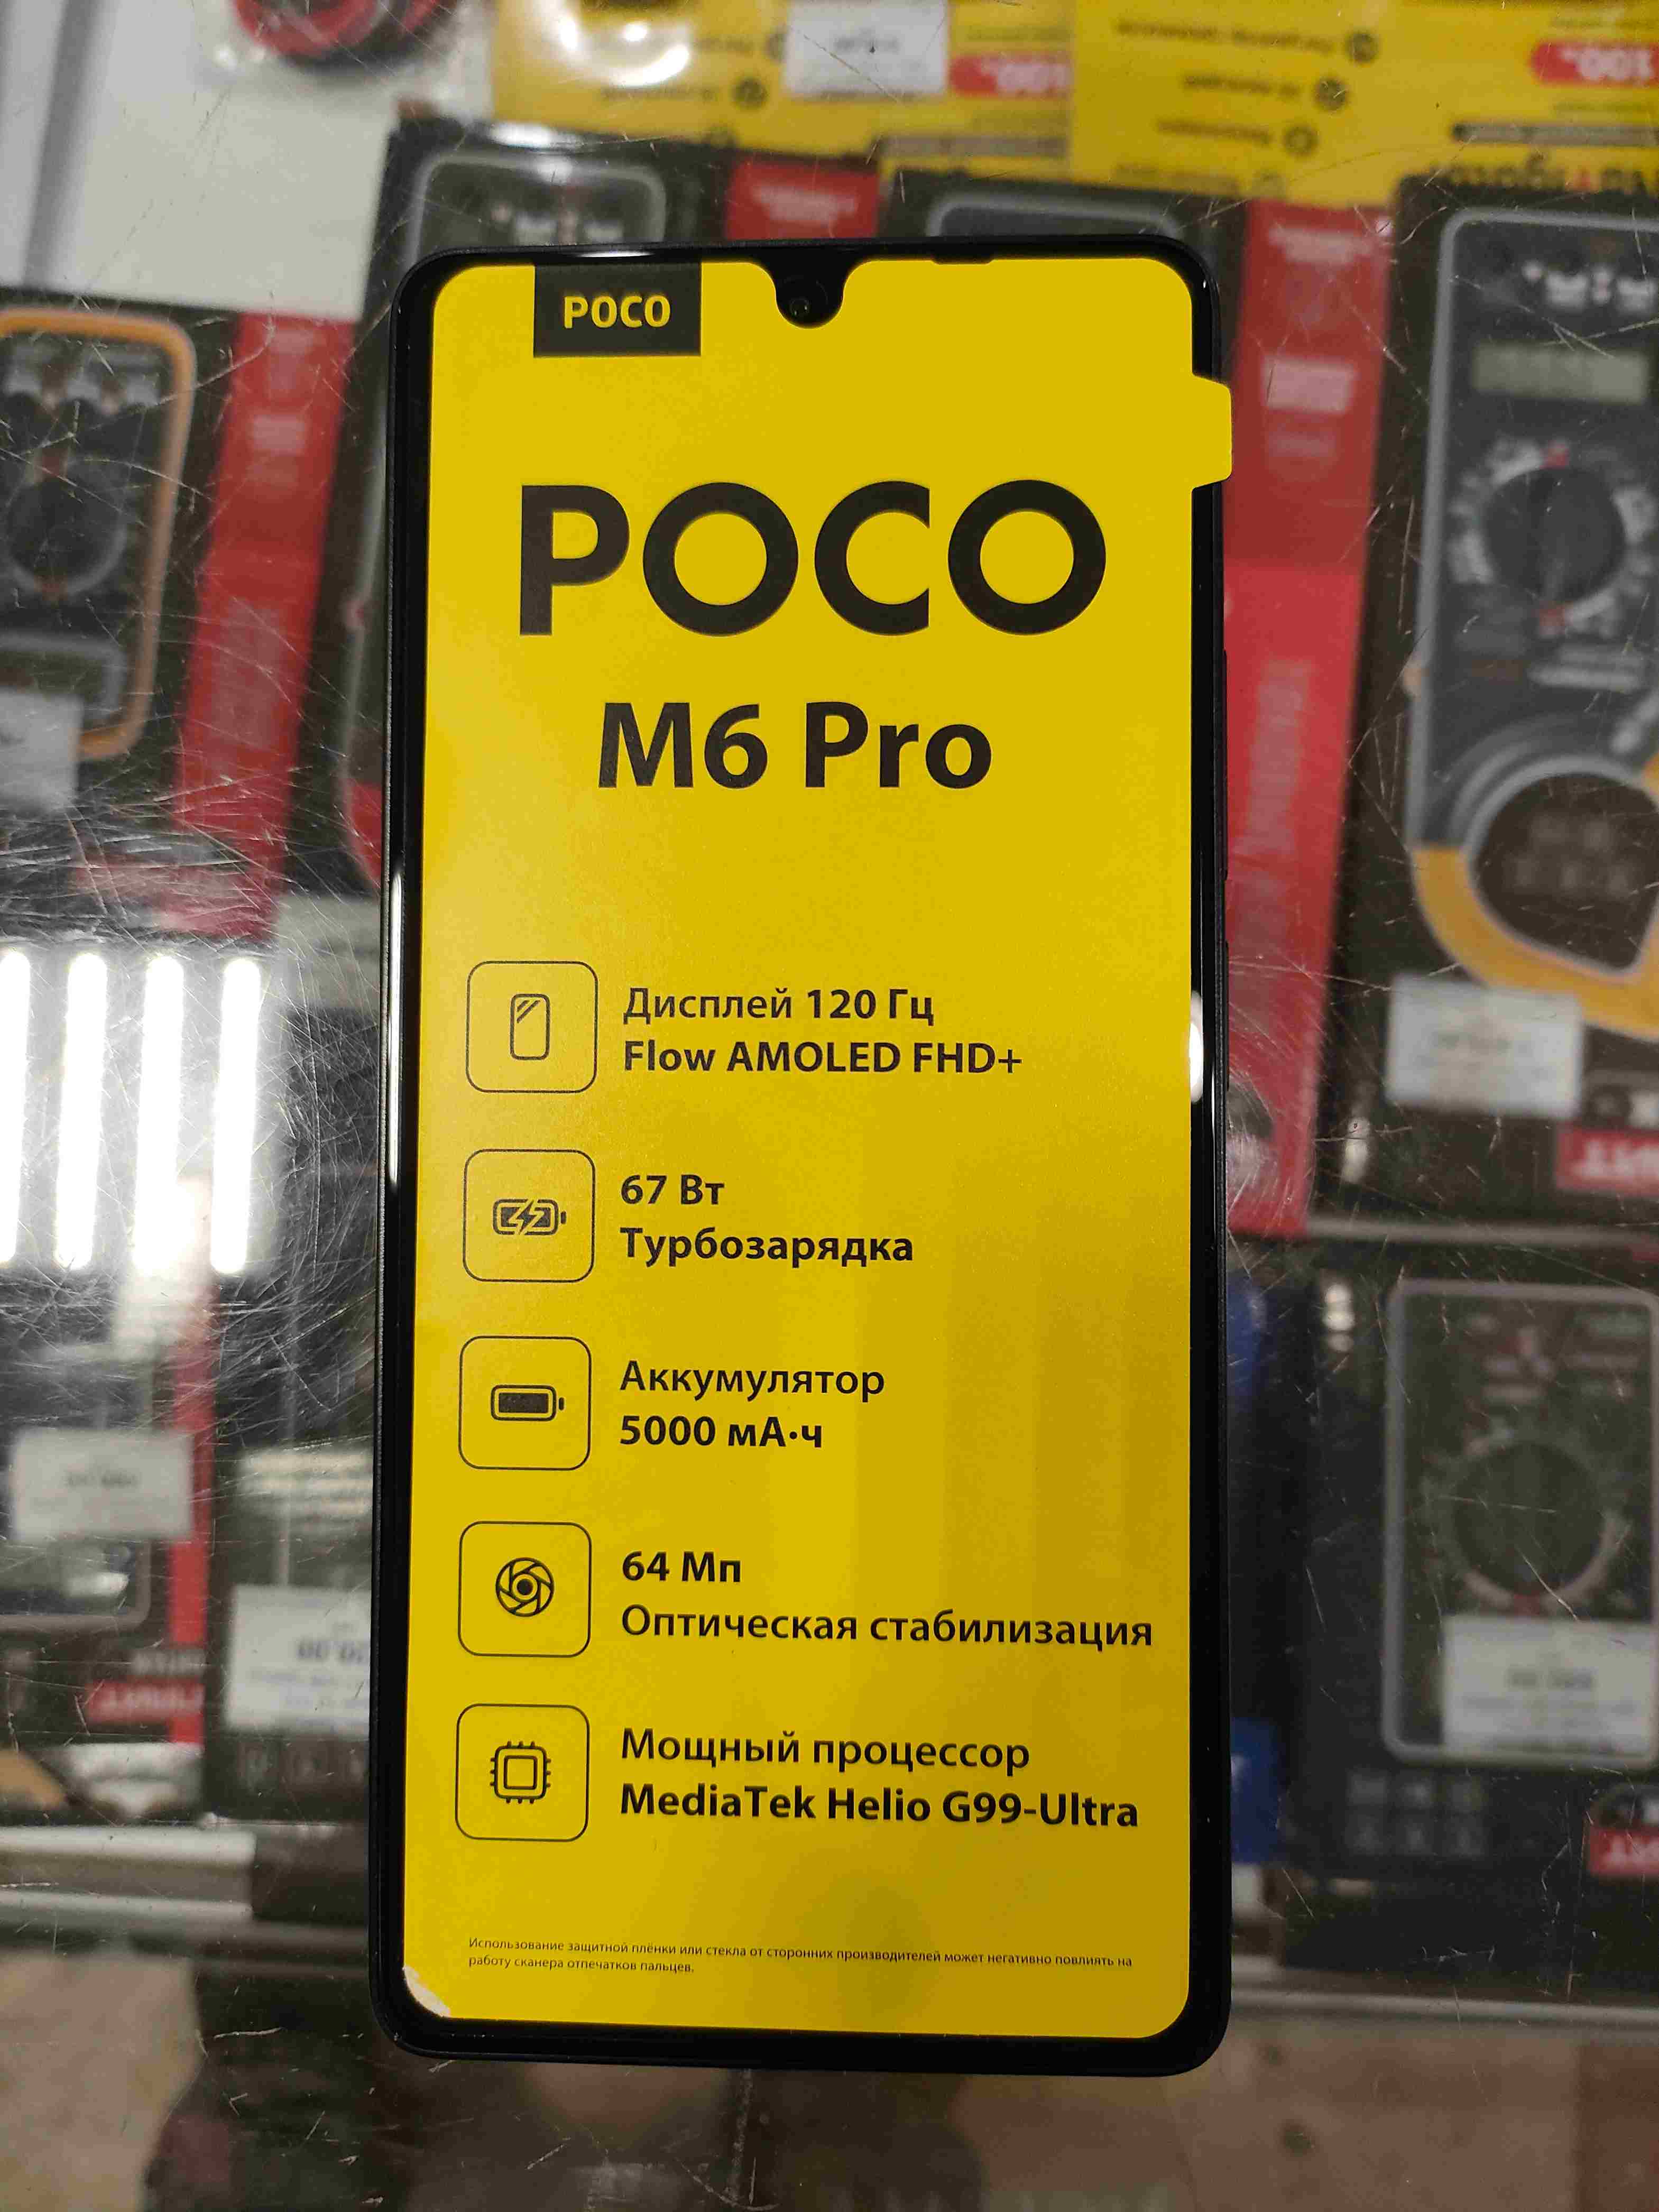 POCO
POCO
M6 Pro
Дисплей 120 Гц
Flow AMOLED FHD+
67 Вт
Турбозарядка
Аккумулятор
5000 мА·ч
64 Мп
Оптическая стабилизация
Мощный процессор
MediaTek Helio G99-Ultra
Использование защитной плёнки или стекла от сторонних производителей может негативно повлиять на
работу сканера отпечатков пальцев.